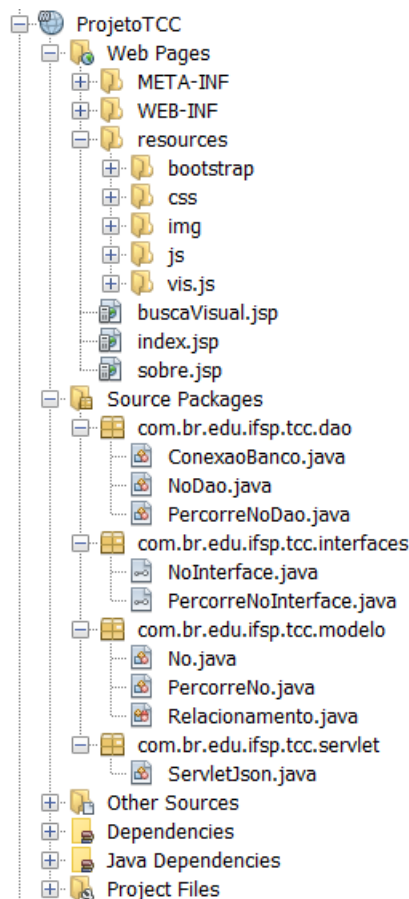 ProjetoTCC
Web Pages
META-INF
WEB-INF
resources
bootstrap
css
img
js
vis.js
buscaVisual.jsp
index.jsp
sobre.jsp
Source Packages
com.br.edu.ifsp.tcc.dao
ConexaoBanco.java
NoDao.java
PercorreNoDao.java
com.br.edu.ifsp.tcc.interfaces
NoInterface.java
PercorreNoInterface.java
com.br.edu.ifsp.tcc.modelo
No.java
PercorreNo.java
Relacionamento.java
com.br.edu.ifsp.tcc.servlet
ServletJson.java
Other Sources
Dependencies
Java Dependencies
Project Files